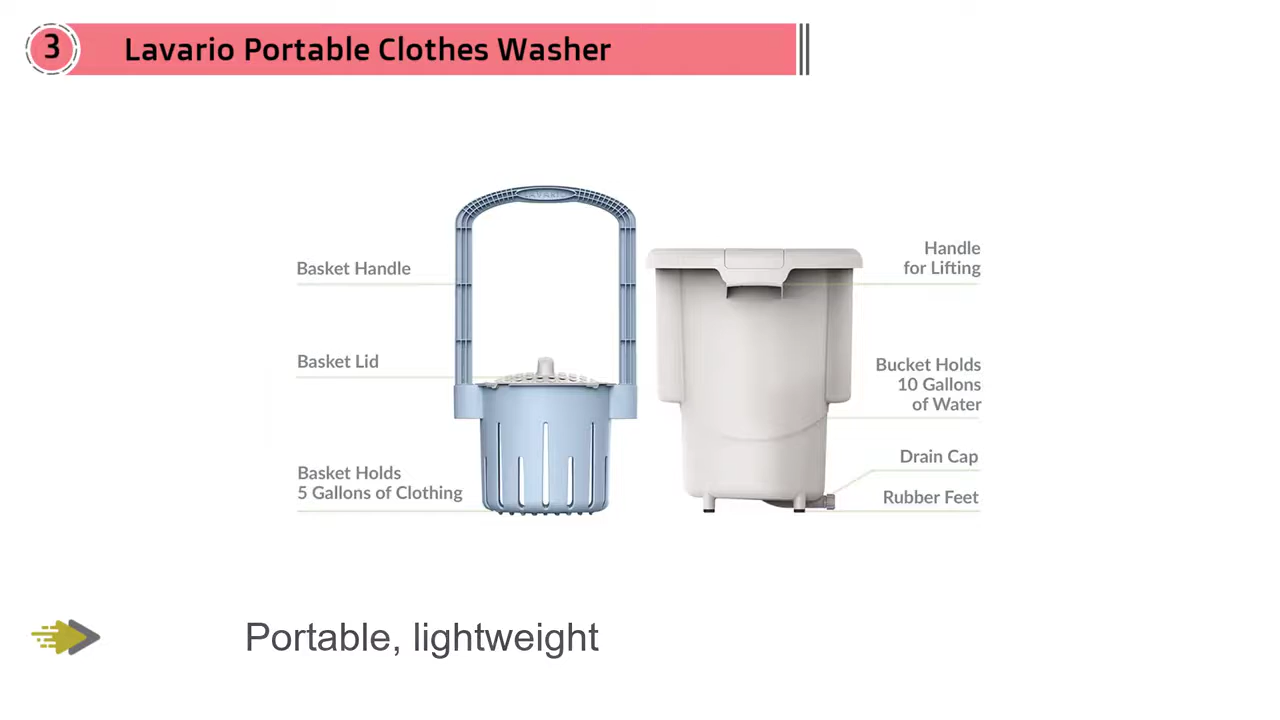 3
Lavario Portable Clothes Washer
Basket Handle
Basket Lid
Basket Holds
5 Gallons of Clothing
Handle
for Lifting
Bucket Holds
10 Gallons
of Water
Drain Cap
Rubber Feet
Portable, lightweight